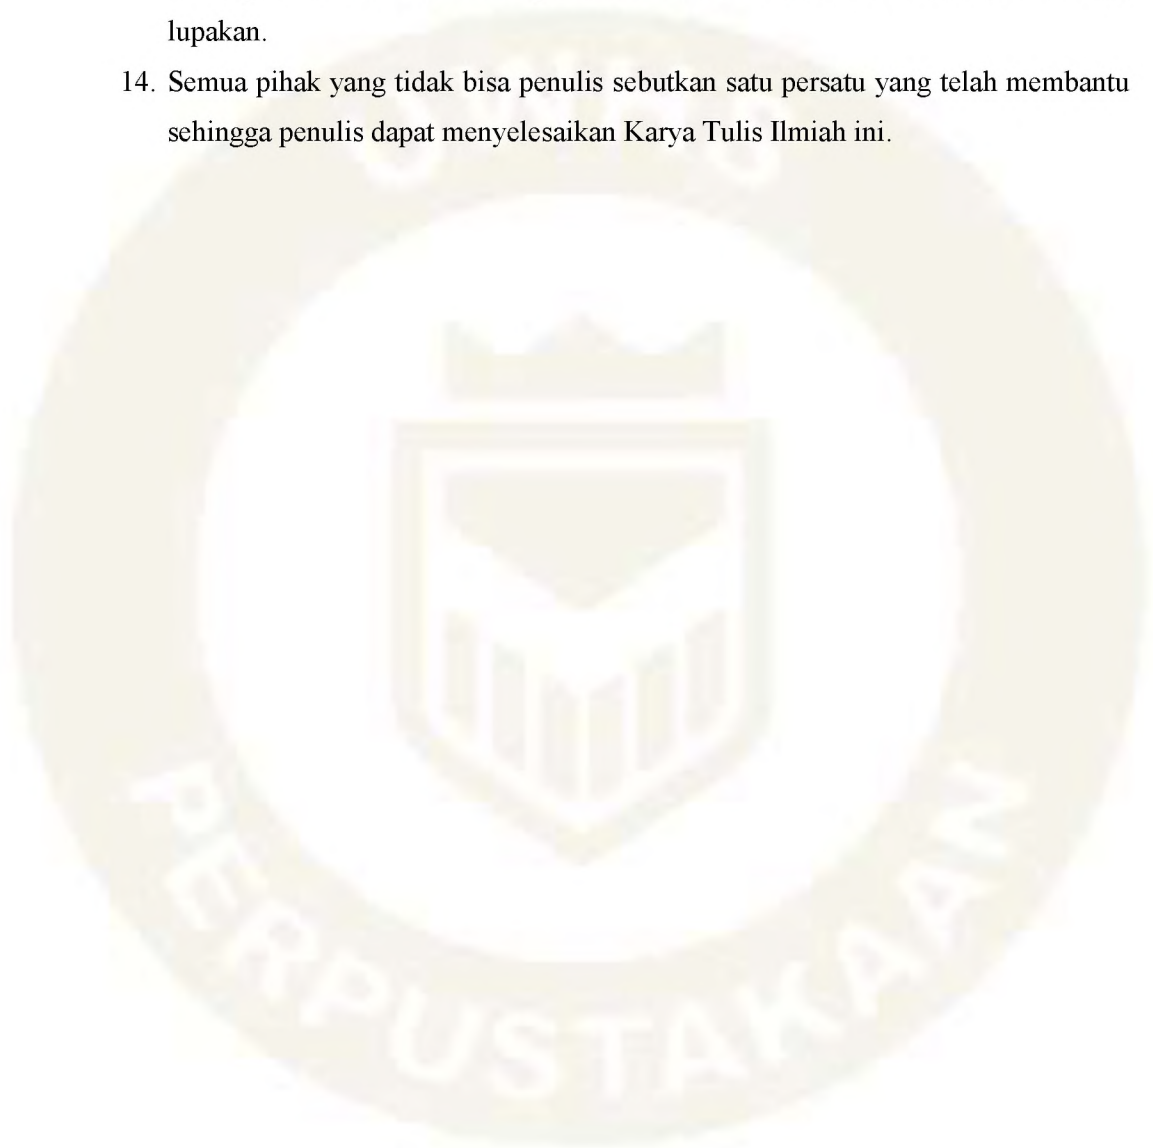 lupakan.
14. Semua pihak yang tidak bisa penulis sebutkan satu persatu yang telah membantu
sehingga penulis dapat menyelesaikan Karya Tulis Ilmiah ini.
PERPUSTAKAAN